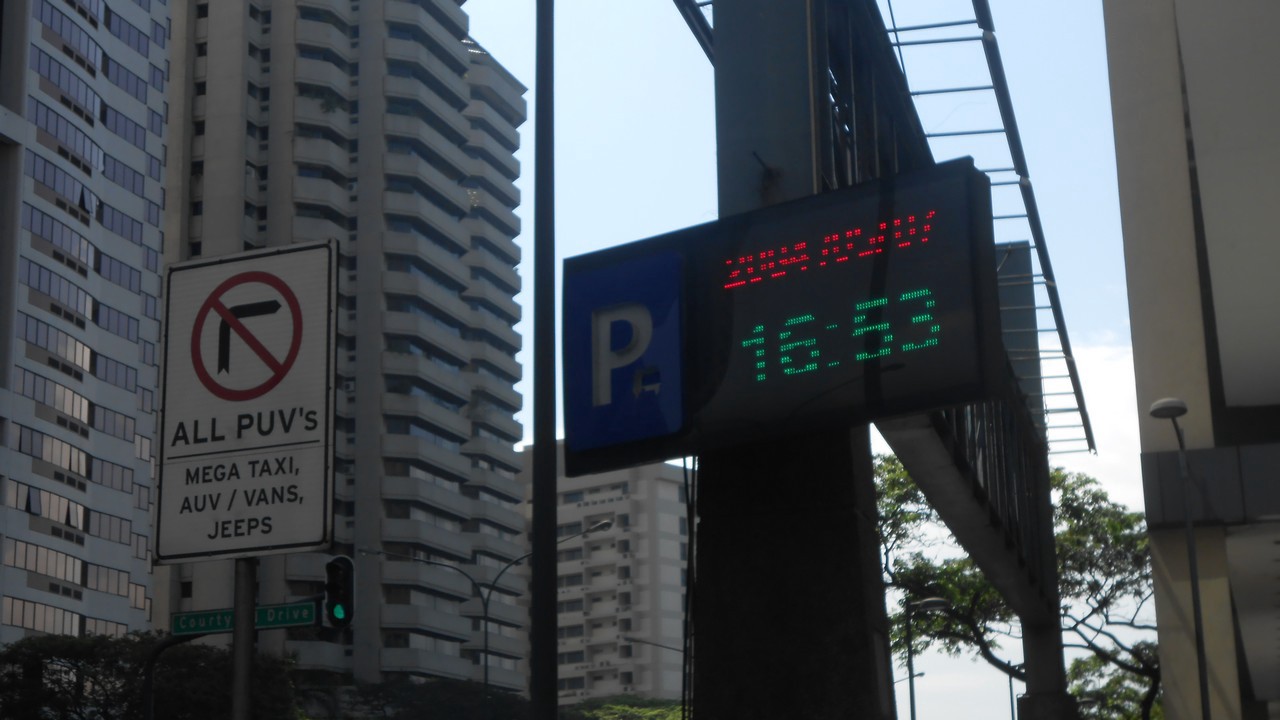 ALL PUV'S
MEGA TAXI,
AUV / VANS,
JEEPS
Drive
P
16:53